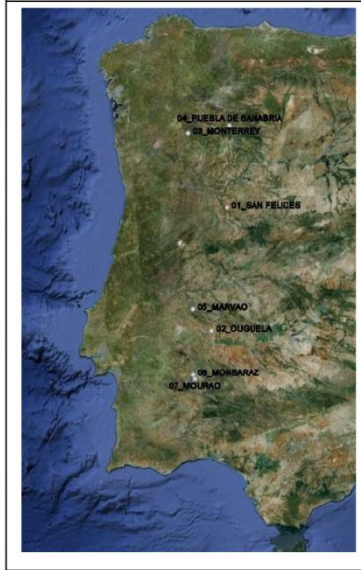 04_PUEBLA DE SANABRIA
03_MONTERREY
01_SAN FELICES
05_MARVAO
02_OUGUELA
06_MONSARAZ
07_MOURAO